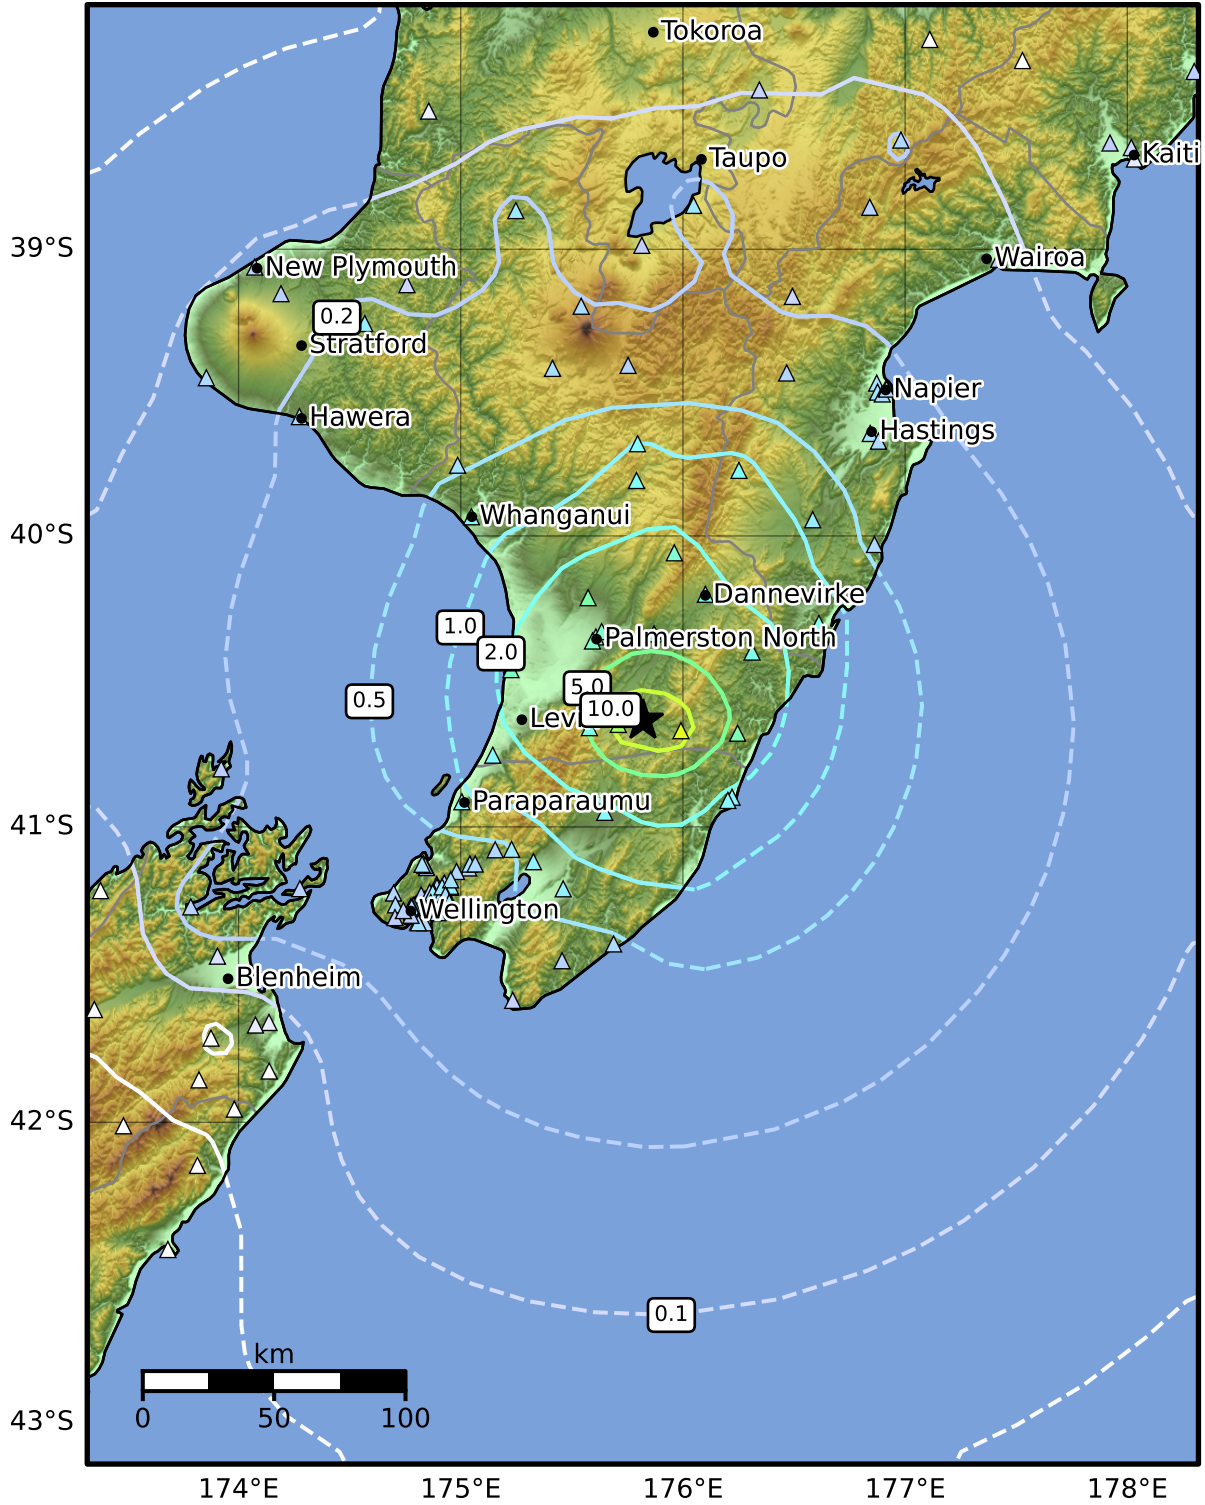 Tokoroa
Taupo
Kaiti
39°S
New Plymouth
Wairoa
0.2
Stratford
Napier
Hawera
Hastings
40°S
Whanganui
Dannevirke
1.0
Palmerston North
2.0
0.5
5.0
10.0
Levi
Paraparaumu
41°S
Wellington
Blenheim
42°S
0.1
km
0 50 100
43°S
174°E 175°E 176°E 177°E 178°E